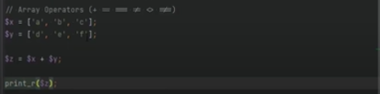 // Array Operators (+ == === != <> !==)
$x = ['a', 'b', 'c'];
$y = ['d', 'e', 'f'];
$z = $x + $y;
print_r($z);